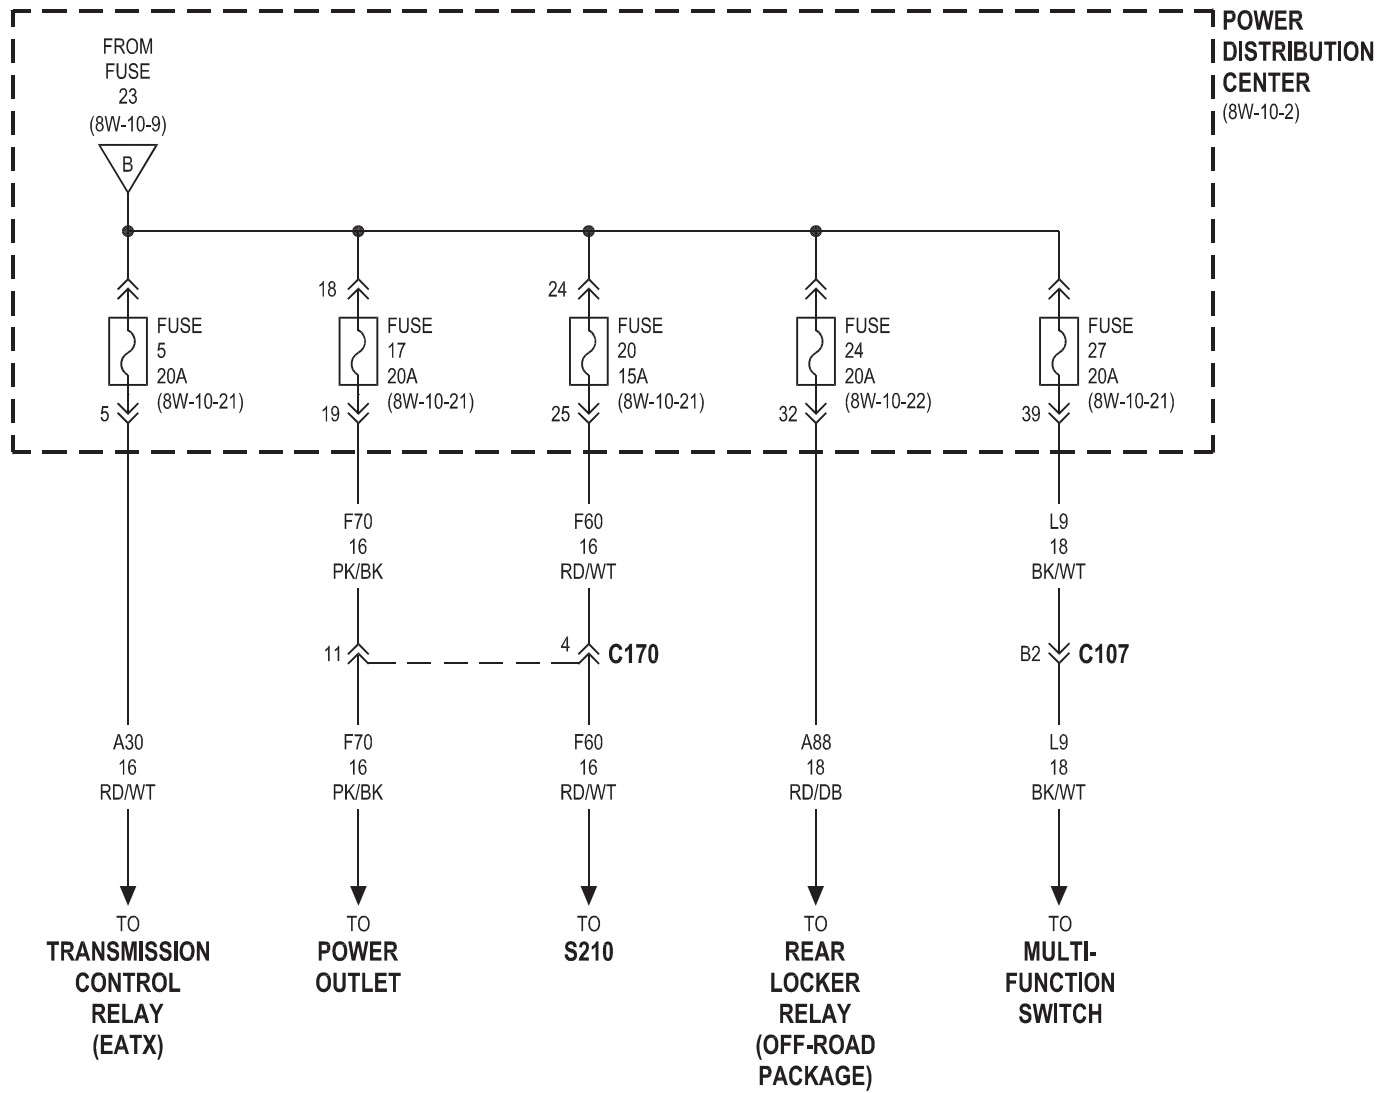 POWER
DISTRIBUTION
CENTER
(8W-10-2)
FROM
FUSE
23
(8W-10-9)
B
FUSE
5
20A
(8W-10-21)
5
18
FUSE
17
20A
(8W-10-21)
19
24
FUSE
20
15A
(8W-10-21)
25
FUSE
24
20A
(8W-10-22)
32
FUSE
27
20A
(8W-10-21)
39
F70
16
PK/BK
F60
16
RD/WT
L9
18
BK/WT
11
4
C170
B2
C107
A30
16
RD/WT
F70
16
PK/BK
F60
16
RD/WT
A88
18
RD/DB
L9
18
BK/WT
TO
TRANSMISSION
CONTROL
RELAY
(EATX)
TO
POWER
OUTLET
TO
S210
TO
REAR
LOCKER
RELAY
(OFF-ROAD
PACKAGE)
TO
MULTI-
FUNCTION
SWITCH